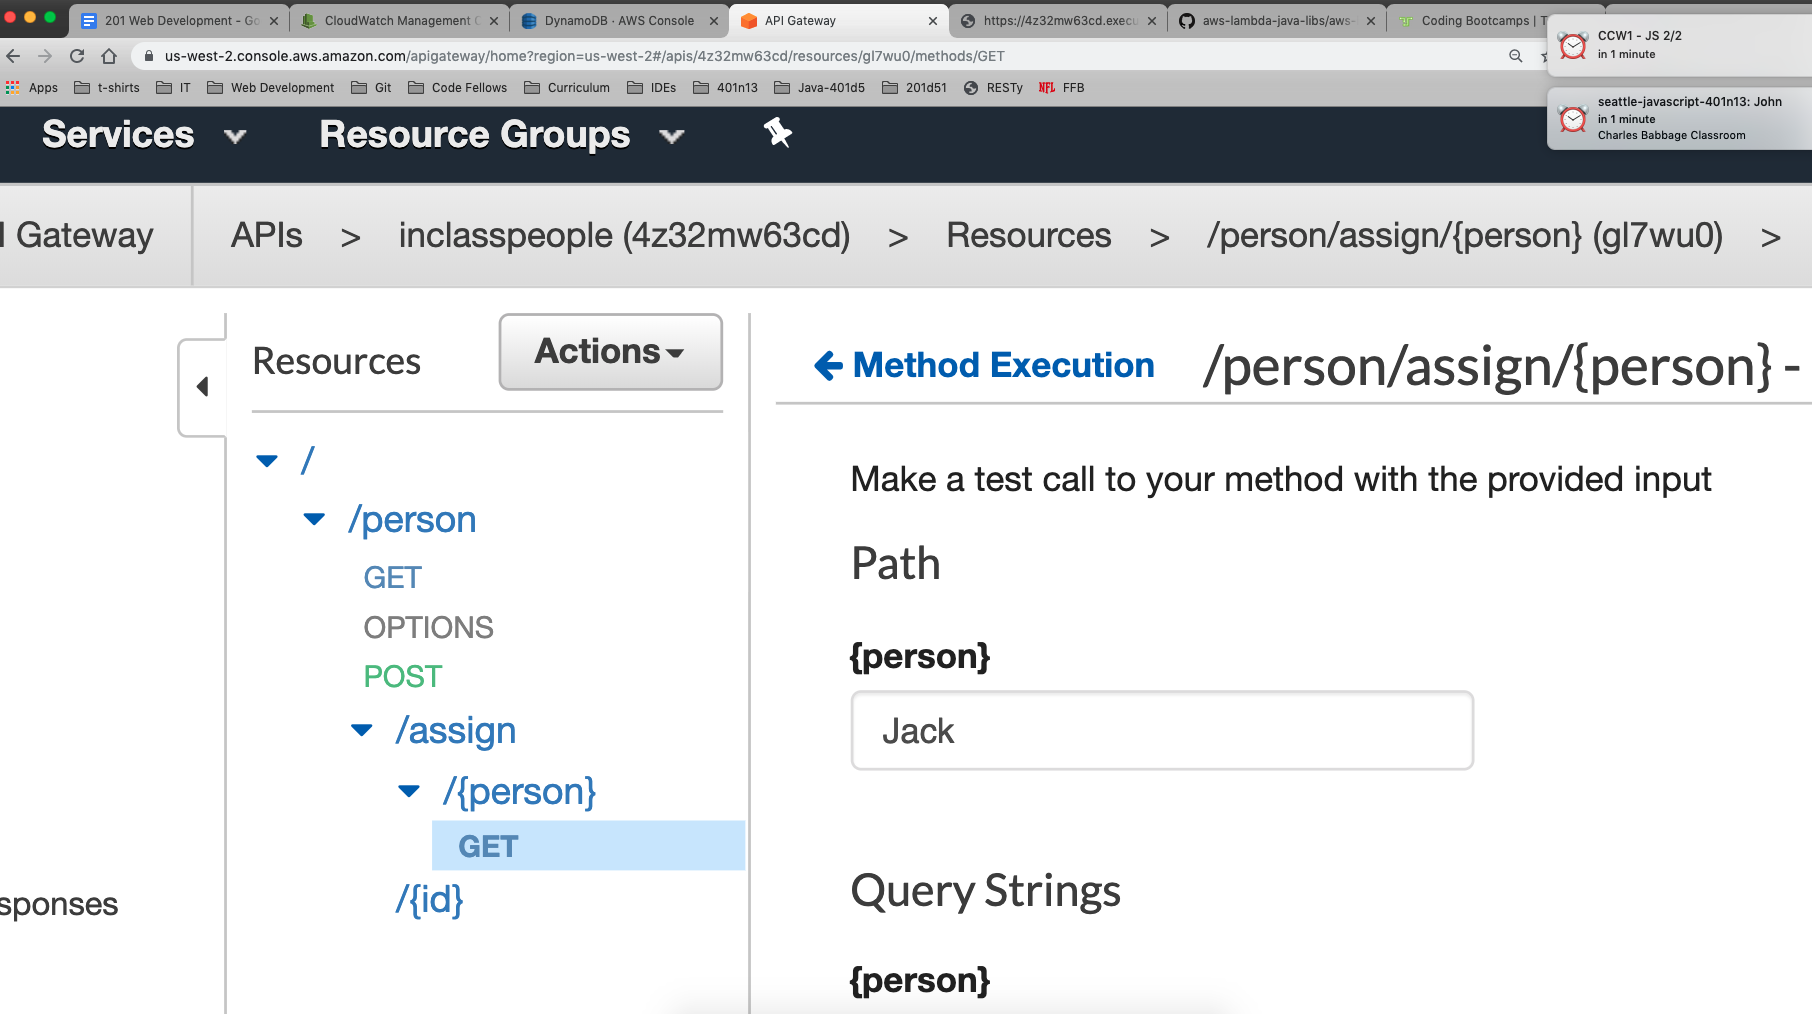 201 Web Development - Go
CloudWatch Management C
DynamoDB · AWS Console
API Gateway
https://4z32mw63cd.execu
aws-lambda-java-libs/aws-
Coding Bootcamps | T
us-west-2.console.aws.amazon.com/apigateway/home?region=us-west-2#/apis/4z32mw63cd/resources/gl7wu0/methods/GET
Apps t-shirts IT Web Development Git Code Fellows Curriculum IDEs 401n13 Java-401d5 201d51 RESTy NFL FFB
CCW1 - JS 2/2
in 1 minute
seattle-javascript-401n13: John
in 1 minute
Charles Babbage Classroom
Services Resource Groups
I Gateway APIs > inclasspeople (4z32mw63cd) > Resources > /person/assign/{person} (gl7wu0) >
Resources
Actions
/
/person
GET
OPTIONS
POST
/assign
/{person}
GET
/{id}
sponses
Method Execution /person/assign/{person} -
Make a test call to your method with the provided input
Path
{person}
Jack
Query Strings
{person}